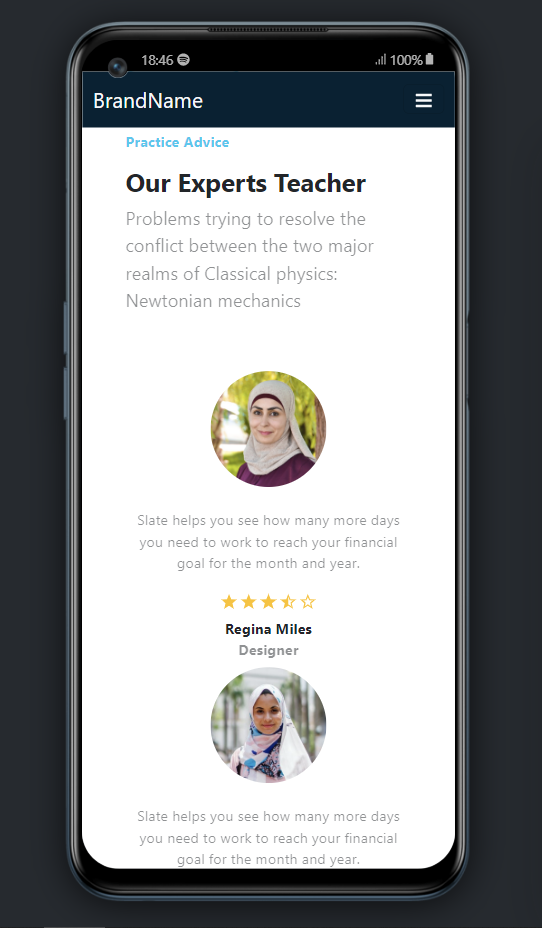 18:46
100%
BrandName
Practice Advice
Our Experts Teacher
Problems trying to resolve the
conflict between the two major
realms of Classical physics:
Newtonian mechanics
Slate helps you see how many more days
you need to work to reach your financial
goal for the month and year.
Regina Miles
Designer
Slate helps you see how many more days
you need to work to reach your financial
goal for the month and year.